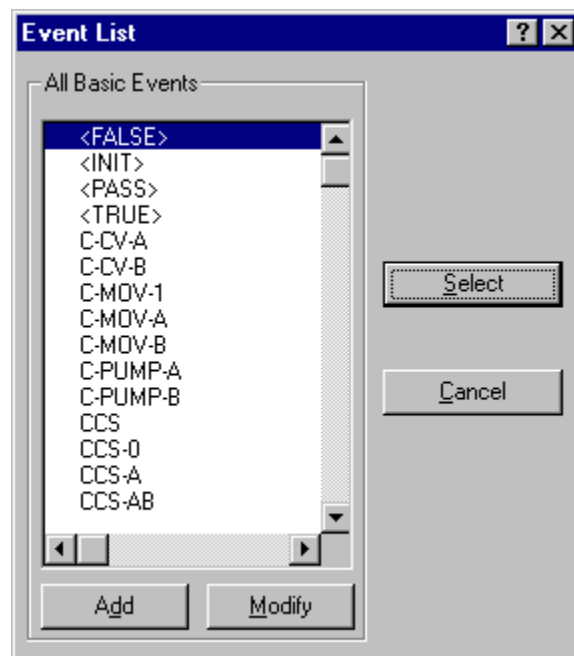 Event List
All Basic Events
<FALSE>
<INIT>
<PASS>
<TRUE>
C-CV-A
C-CV-B
C-MOV-1
C-MOV-A
C-MOV-B
C-PUMP-A
C-PUMP-B
CCS
CCS-0
CCS-A
CCS-AB
Select
Cancel
Add
Modify